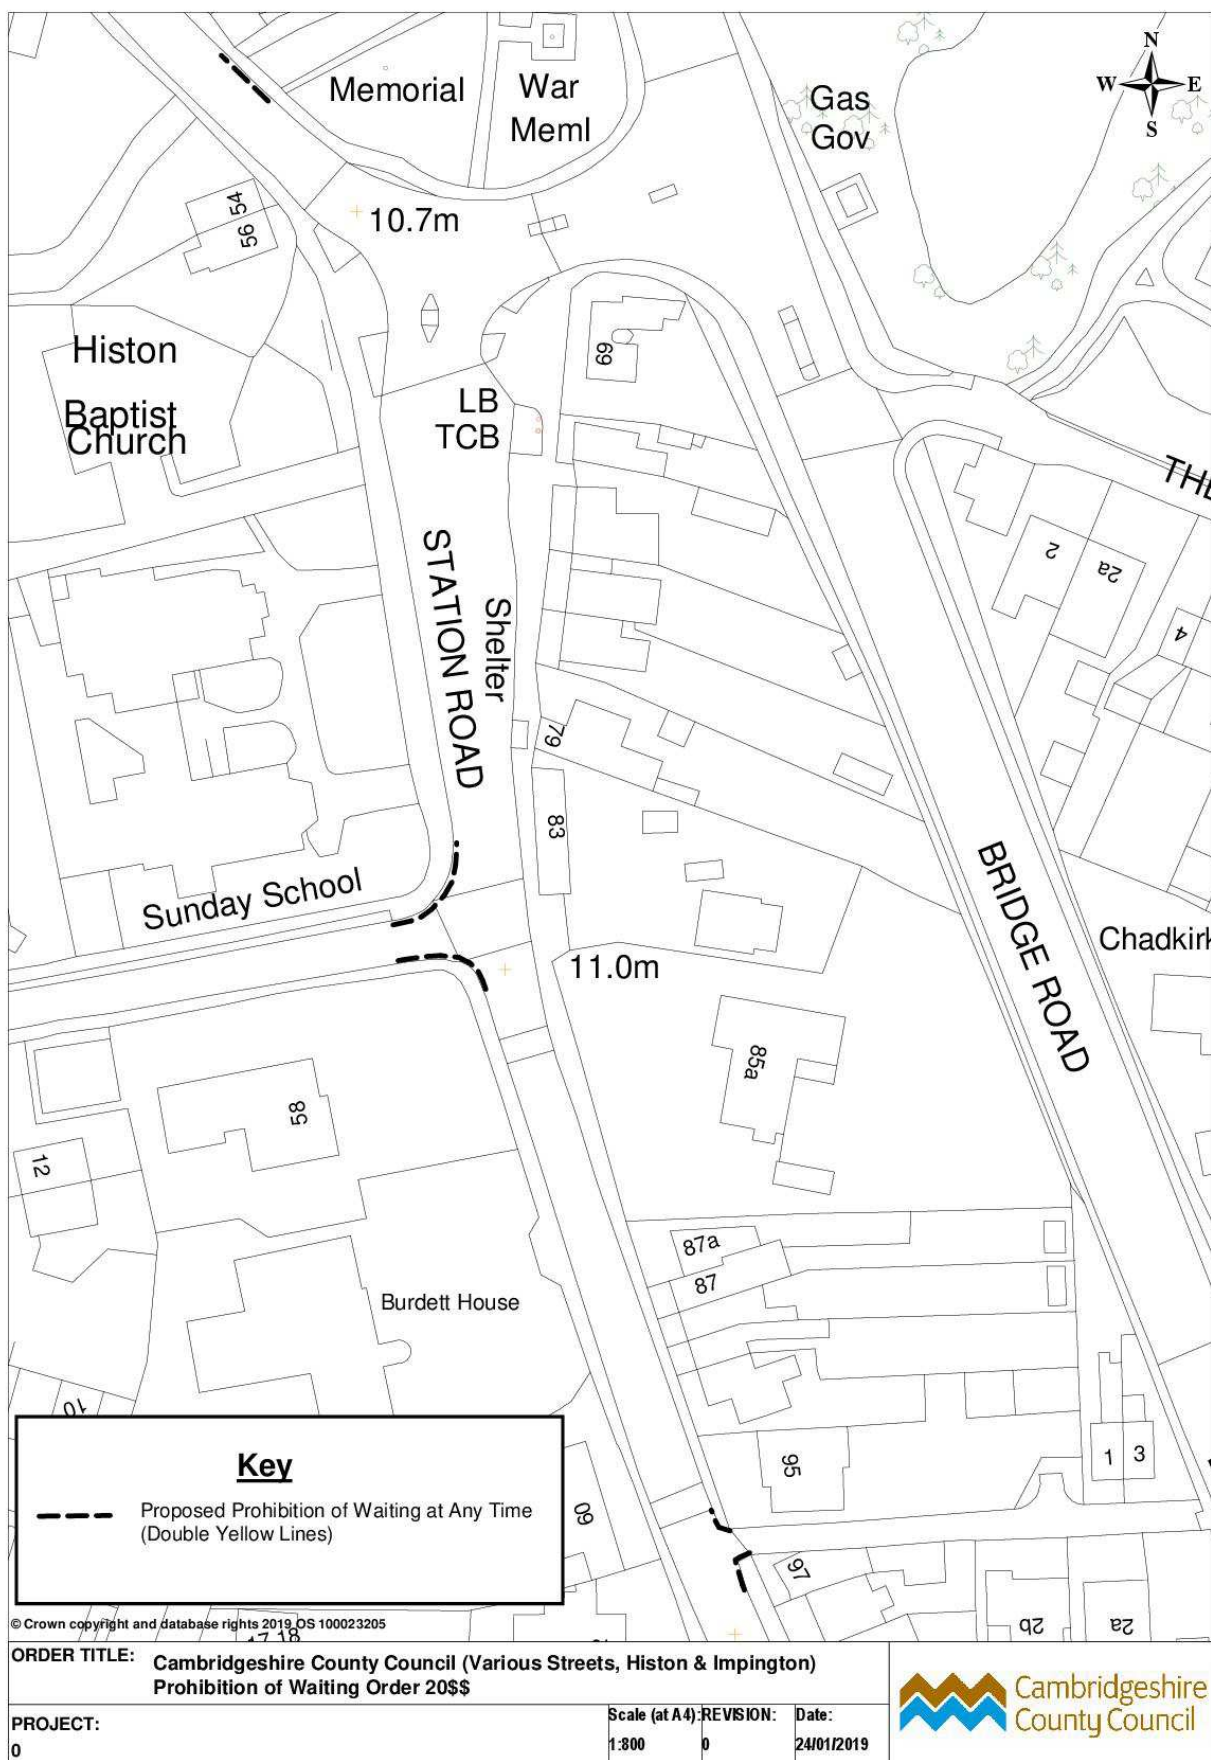 N
W E
S
Memorial
War
Meml
Gas
Gov
54
56
10.7m
Histon
Baptist
Church
69
LB
TCB
2
2a
4
STATION ROAD
Shelter
79
83
BRIDGE ROAD
Sunday School
11.0m
Chadkirk
85a
58
12
87a
87
Burdett House
10
95
1
3
60
97
2b
2a
17 18
Key
Proposed Prohibition of Waiting at Any Time
(Double Yellow Lines)
© Crown copyright and database rights 2019 OS 100023205
ORDER TITLE:
Cambridgeshire County Council (Various Streets, Histon & Impington)
Prohibition of Waiting Order 20$$
PROJECT:
0
Scale (at A4):
1:800
REVISION:
0
Date:
24/01/2019
Cambridgeshire
County Council